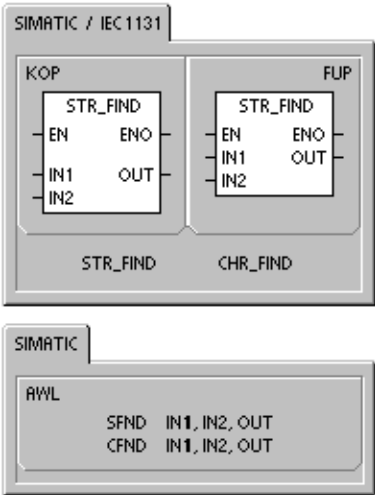 SIMATIC / IEC1131
KOP
FUP
STR_FIND
EN ENO
IN1 OUT
IN2
STR_FIND
EN ENO
IN1 OUT
IN2
STR_FIND CHR_FIND
SIMATIC
AWL
SFND IN1, IN2, OUT
CFND IN1, IN2, OUT